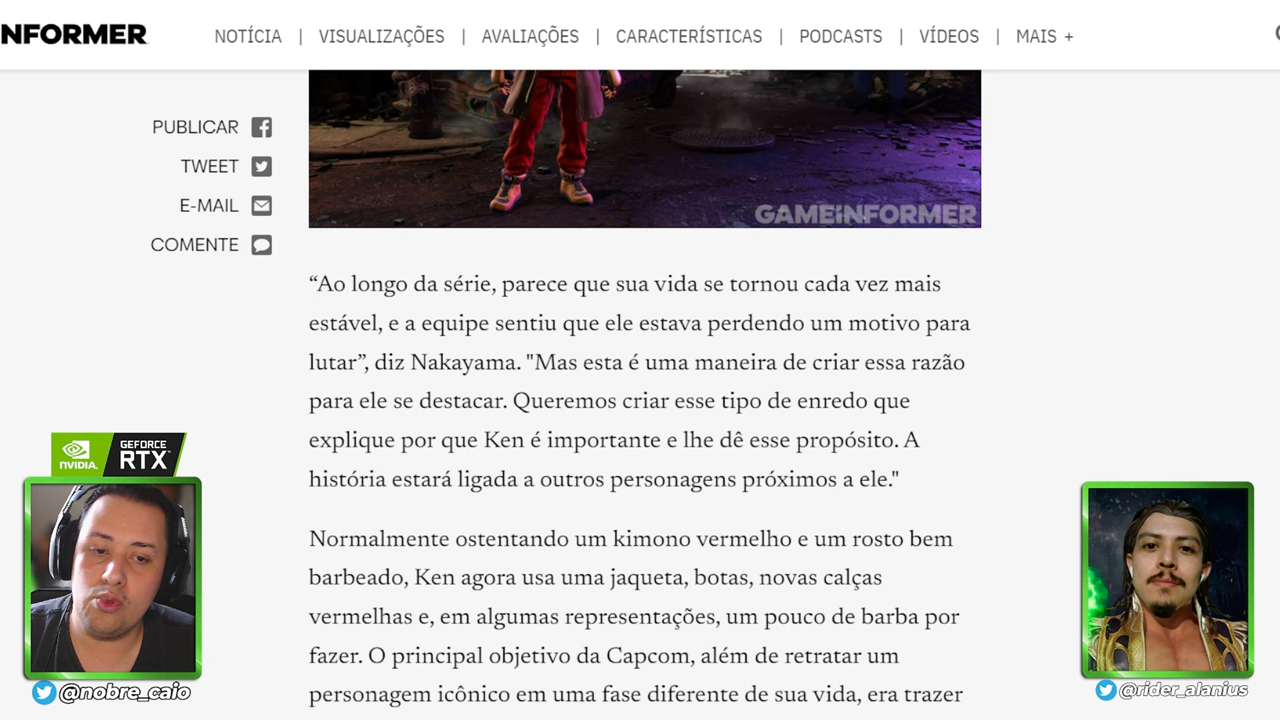 NFORMER
NOTÍCIA | VISUALIZAÇÕES | AVALIAÇÕES | CARACTERÍSTICAS | PODCASTS | VÍDEOS | MAIS +
PUBLICAR
TWEET
E-MAIL
COMENTE
GAMEINFORMER
“Ao longo da série, parece que sua vida se tornou cada vez mais
estável, e a equipe sentiu que ele estava perdendo um motivo para
lutar”, diz Nakayama. "Mas esta é uma maneira de criar essa razão
para ele se destacar. Queremos criar esse tipo de enredo que
explique por que Ken é importante e lhe dê esse propósito. A
história estará ligada a outros personagens próximos a ele."
Normalmente ostentando um kimono vermelho e um rosto bem
barbeado, Ken agora usa uma jaqueta, botas, novas calças
vermelhas e, em algumas representações, um pouco de barba por
fazer. O principal objetivo da Capcom, além de retratar um
personagem icônico em uma fase diferente de sua vida, era trazer
NVIDIA. GEFORCE
RTX
@nobre_caio
@rider_alanius